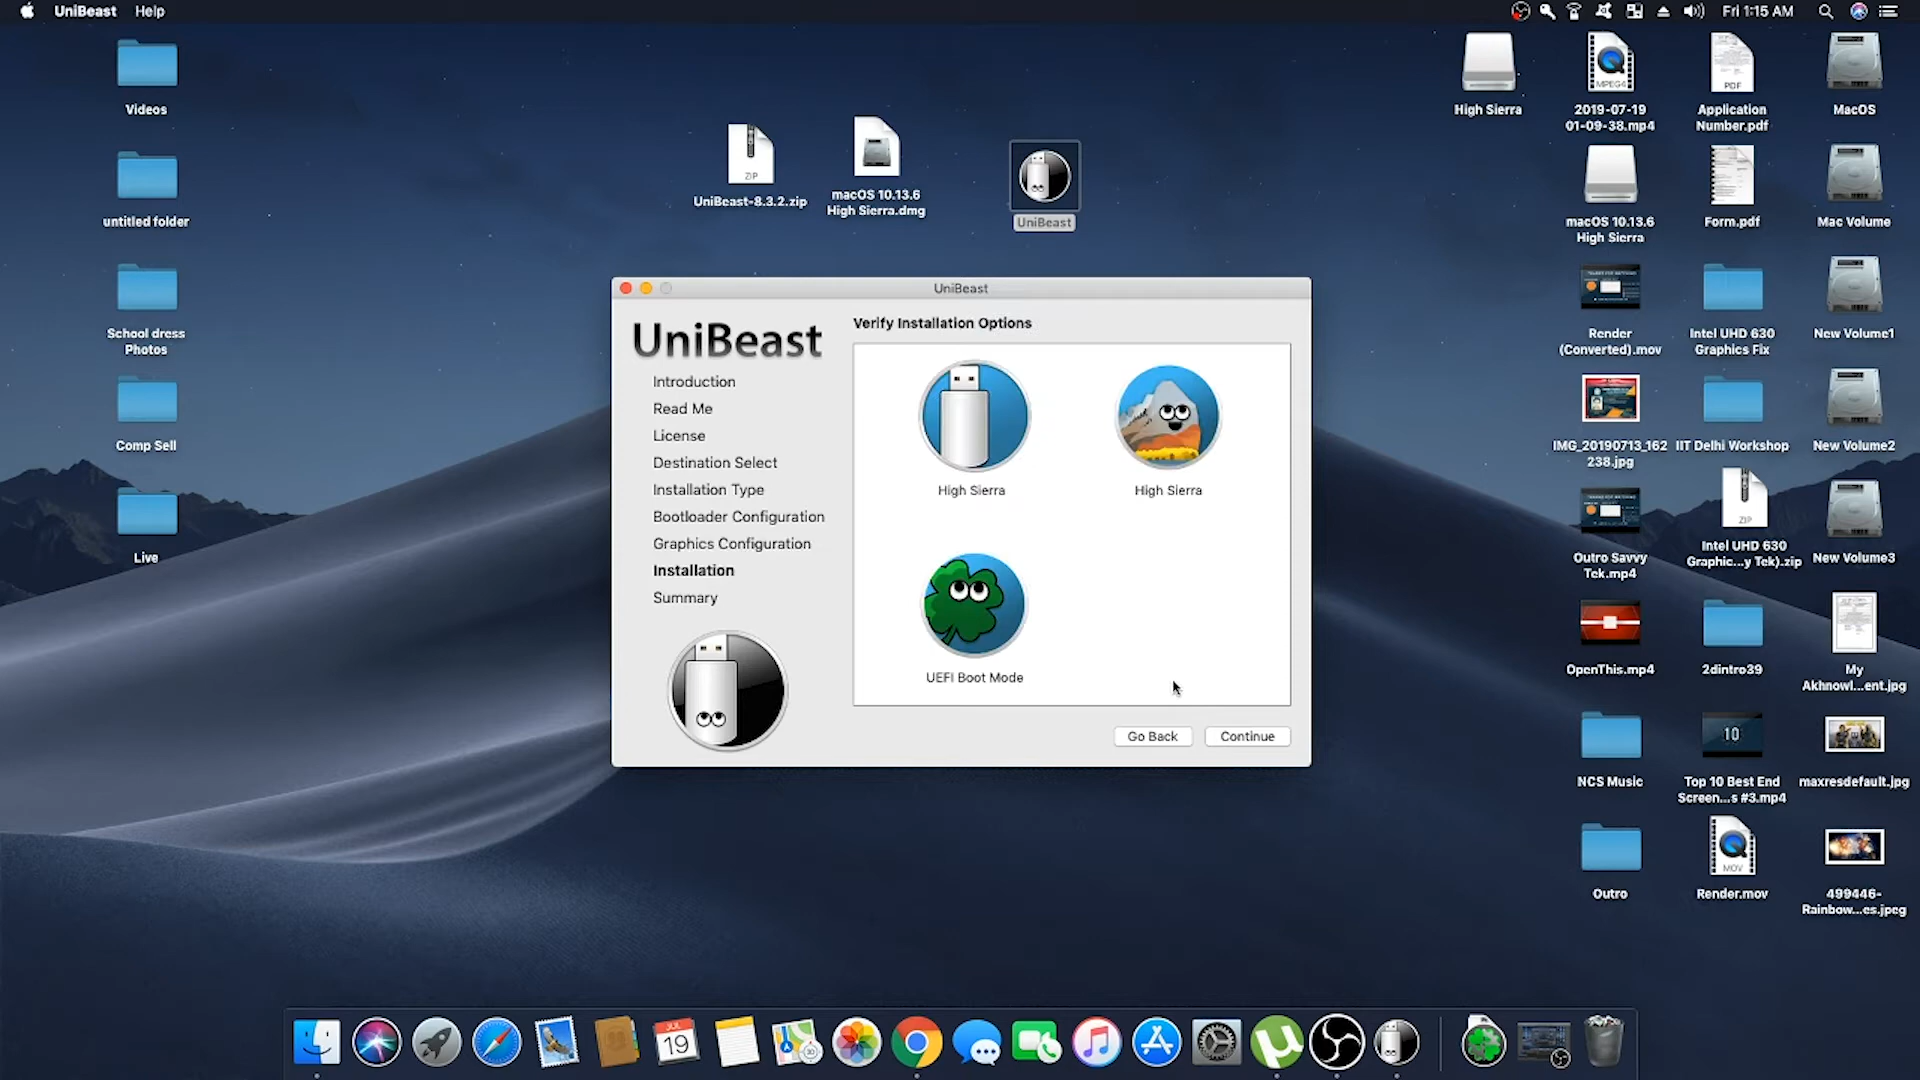 UniBeast Help
Fri 1:15 AM
Videos
untitled folder
School dress
Photos
Comp Sell
Live
ZIP
UniBeast-8.3.2.zip
macOS 10.13.6
High Sierra.dmg
UniBeast
UniBeast
UniBeast
Introduction
Read Me
License
Destination Select
Installation Type
Bootloader Configuration
Graphics Configuration
Installation
Summary
Verify Installation Options
High Sierra
High Sierra
UEFI Boot Mode
Go Back
Continue
High Sierra
MPEG4
2019-07-19
01-09-38.mp4
PDF
Application
Number.pdf
MacOS
macOS 10.13.6
High Sierra
Form.pdf
Mac Volume
Render
(Converted).mov
Intel UHD 630
Graphics Fix
New Volume1
IMG_20190713_162
238.jpg
IIT Delhi Workshop
New Volume2
Outro Savvy
Tek.mp4
ZIP
Intel UHD 630
Graphic...y Tek).zip
New Volume3
OpenThis.mp4
2dintro39
My
Akhnowl...ent.jpg
NCS Music
10
Top 10 Best End
Screen...s #3.mp4
maxresdefault.jpg
Outro
MOV
Render.mov
499446-
Rainbow...es.jpeg
JUL
19